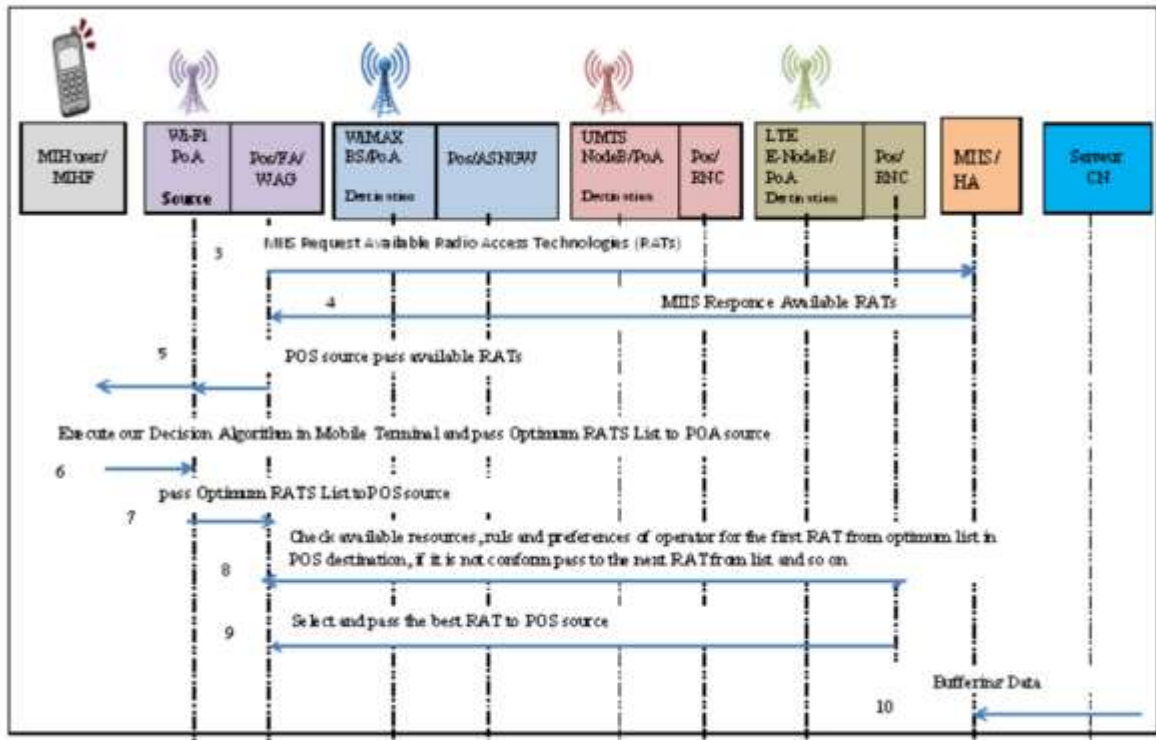 MIH user/
MIHF
Wi-Fi
PoA
Source
Pos/FA/
WAG
WiMAX
BS/PoA
Destination
Pos/ASNGW
UMTS
NodeB/PoA
Destination
Pos/
RNC
LTE
E-NodeB/
PoA
Destination
Pos/
RNC
MIIS/
HA
Serveur
CN
3
MIIS Request Available Radio Access Technologies (RATs)
4
MIIS Responce Available RATs
5
POS source pass available RATs
Execute our Decision Algorithm in Mobile Terminal and pass Optimum RATS List to POA source
6
pass Optimum RATS List to POS source
7
Check available resources, ruls and preferences of operator for the first RAT from optimum list in
POS destination, if it is not conform pass to the next RAT from list and so on
8
Select and pass the best RAT to POS source
9
Buffering Data
10